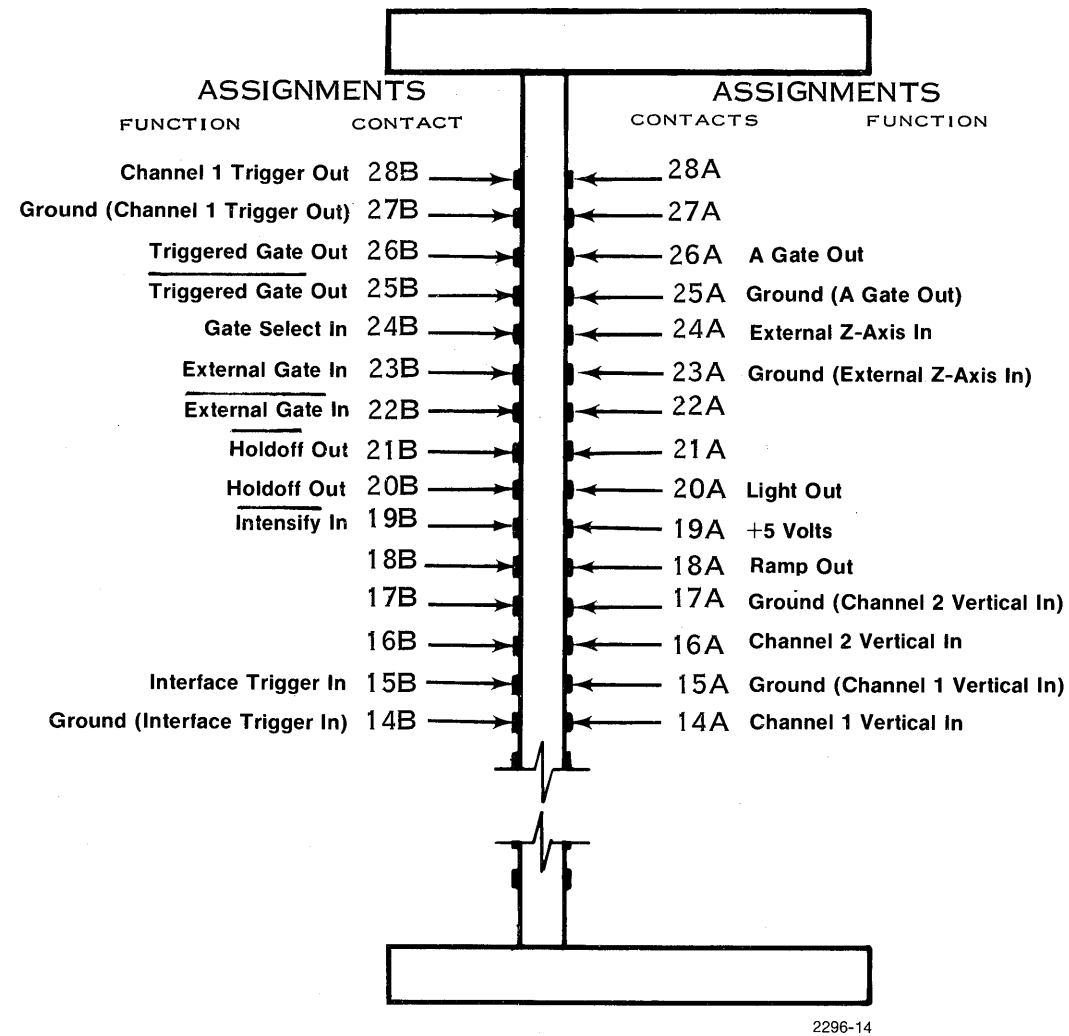 ASSIGNMENTS ASSIGNMENTS
FUNCTION CONTACT CONTACTS FUNCTION
Channel 1 Trigger Out 28B 28A
Ground (Channel 1 Trigger Out) 27B 27A
Triggered Gate Out 26B 26A A Gate Out
Triggered Gate Out 25B 25A Ground (A Gate Out)
Gate Select In 24B 24A External Z-Axis In
External Gate In 23B 23A Ground (External Z-Axis In)
External Gate In 22B 22A
Holdoff Out 21B 21A
Holdoff Out 20B 20A Light Out
Intensify In 19B 19A +5 Volts
18B 18A Ramp Out
17B 17A Ground (Channel 2 Vertical In)
16B 16A Channel 2 Vertical In
Interface Trigger In 15B 15A Ground (Channel 1 Vertical In)
Ground (Interface Trigger In) 14B 14A Channel 1 Vertical In
2296-14